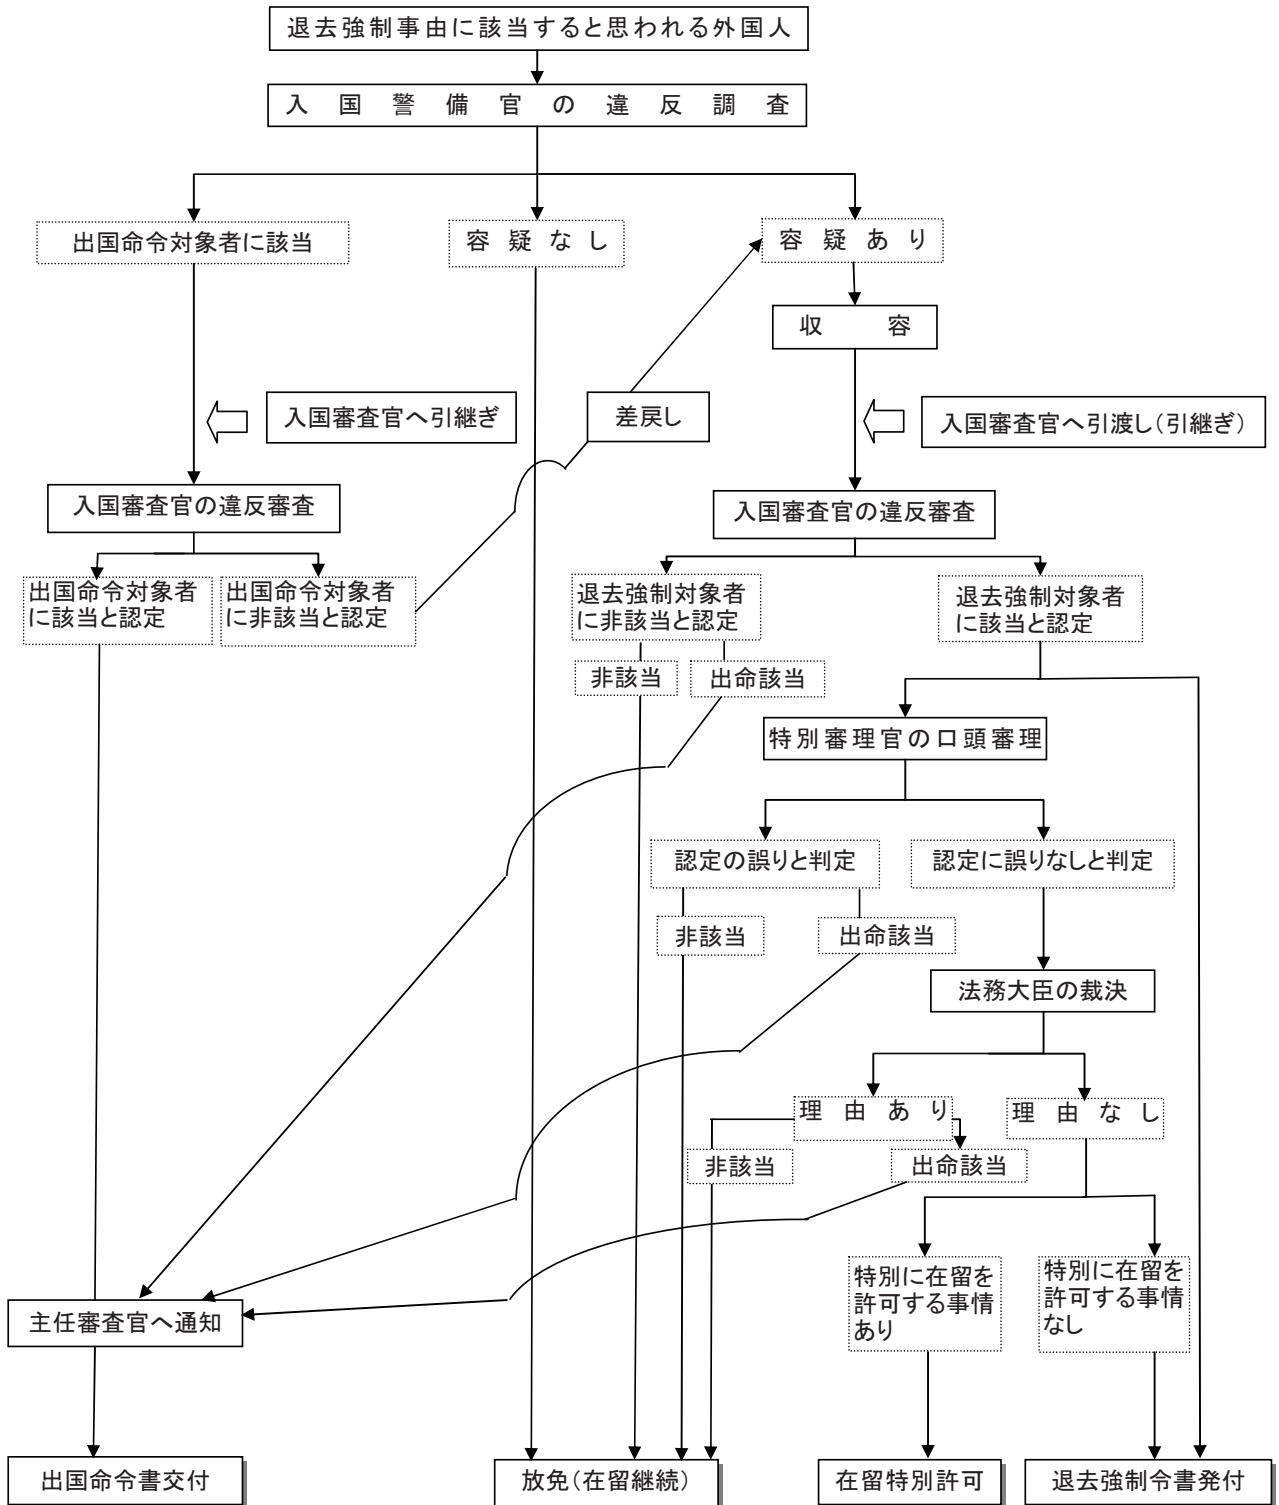 退去強制事由に該当すると思われる外国人
入国警備官の違反調査
出国命令対象者に該当
容疑なし
容疑あり
収容
入国審査官へ引継ぎ
差戻し
入国審査官へ引渡し（引継ぎ）
入国審査官の違反審査
入国審査官の違反審査
出国命令対象者
に該当と認定
出国命令対象者
に非該当と認定
退去強制対象者
に非該当と認定
退去強制対象者
に該当と認定
非該当
出命該当
特別審理官の口頭審理
認定の誤りと判定
認定に誤りなしと判定
非該当
出命該当
法務大臣の裁決
理由あり
理由なし
非該当
出命該当
特別に在留を
許可する事情
あり
特別に在留を
許可する事情
なし
主任審査官へ通知
出国命令書交付
放免（在留継続）
在留特別許可
退去強制令書発付